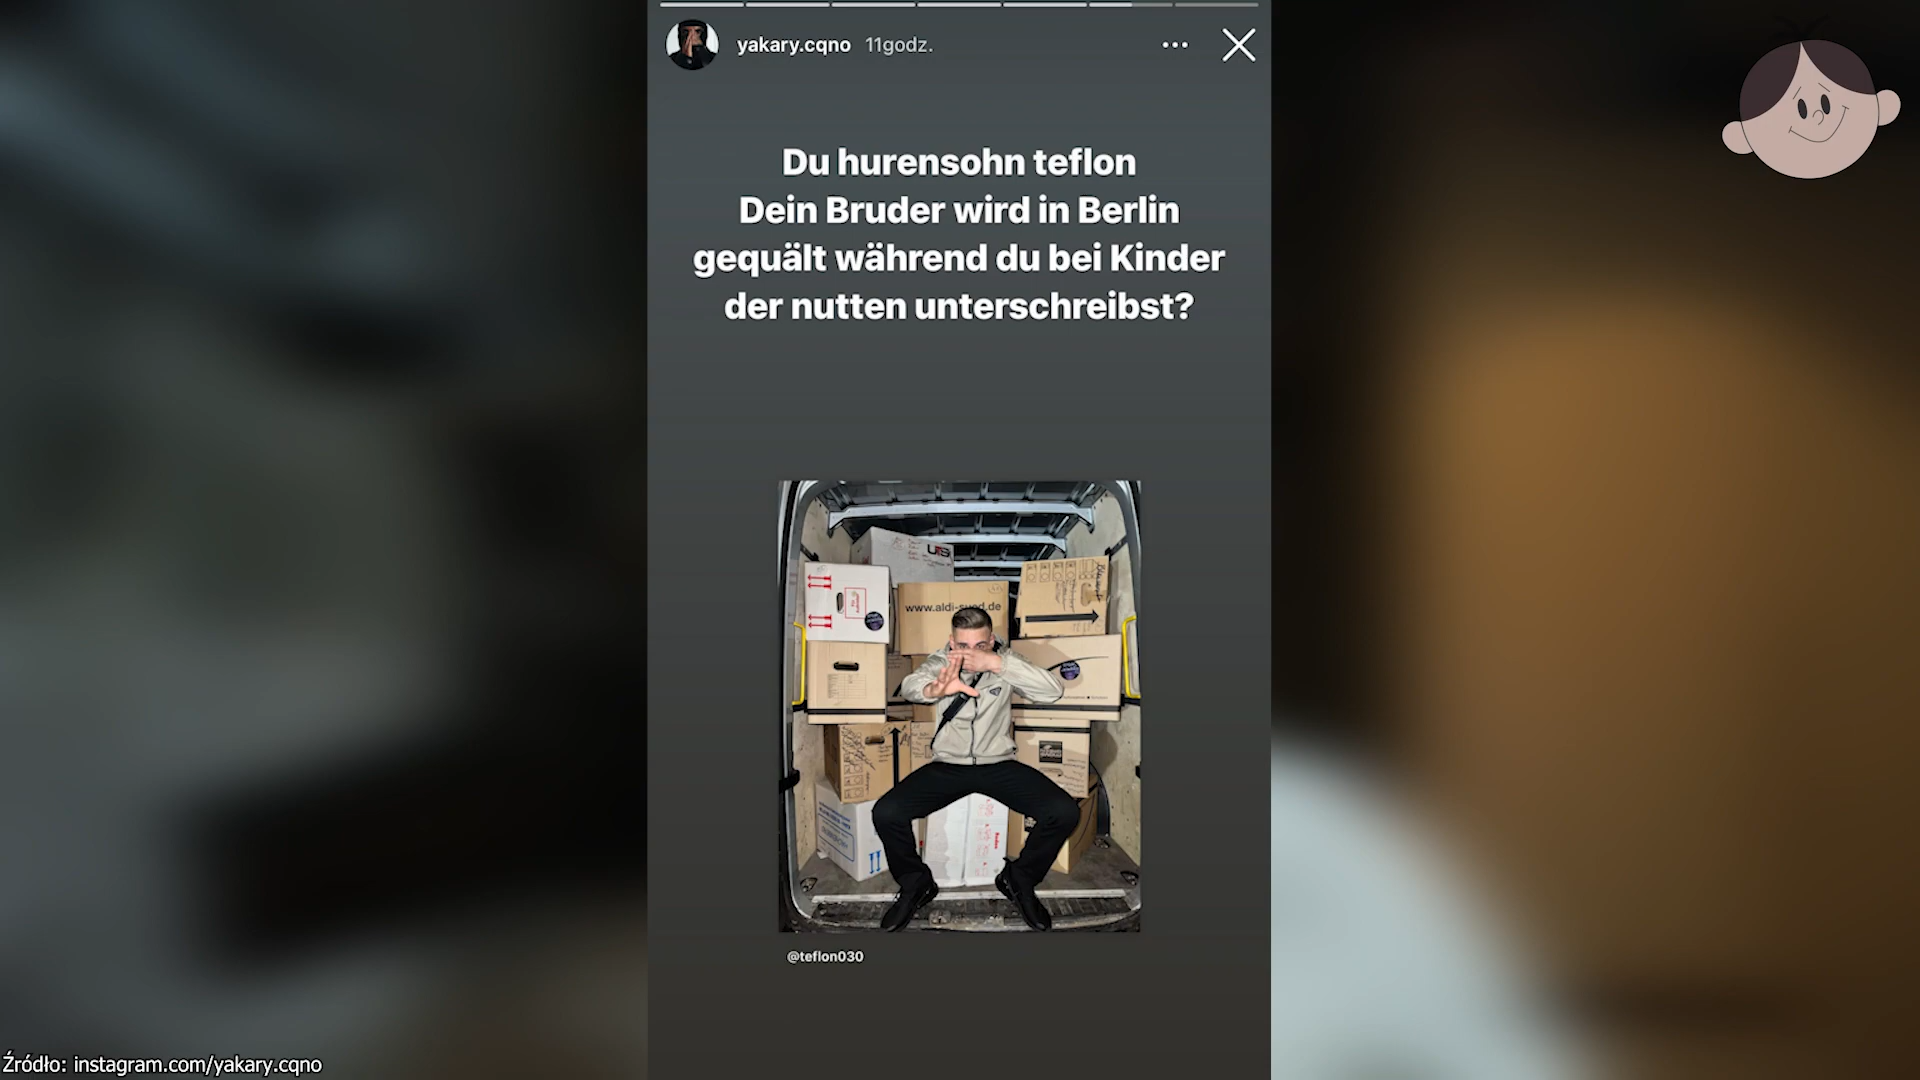 yakary.cqno 11godz.
Du hurensohn teflon
Dein Bruder wird in Berlin
gequält während du bei Kinder
der nutten unterschreibst?
www.aldi-sued.de
@teflon030
Źródło: instagram.com/yakary.cqno